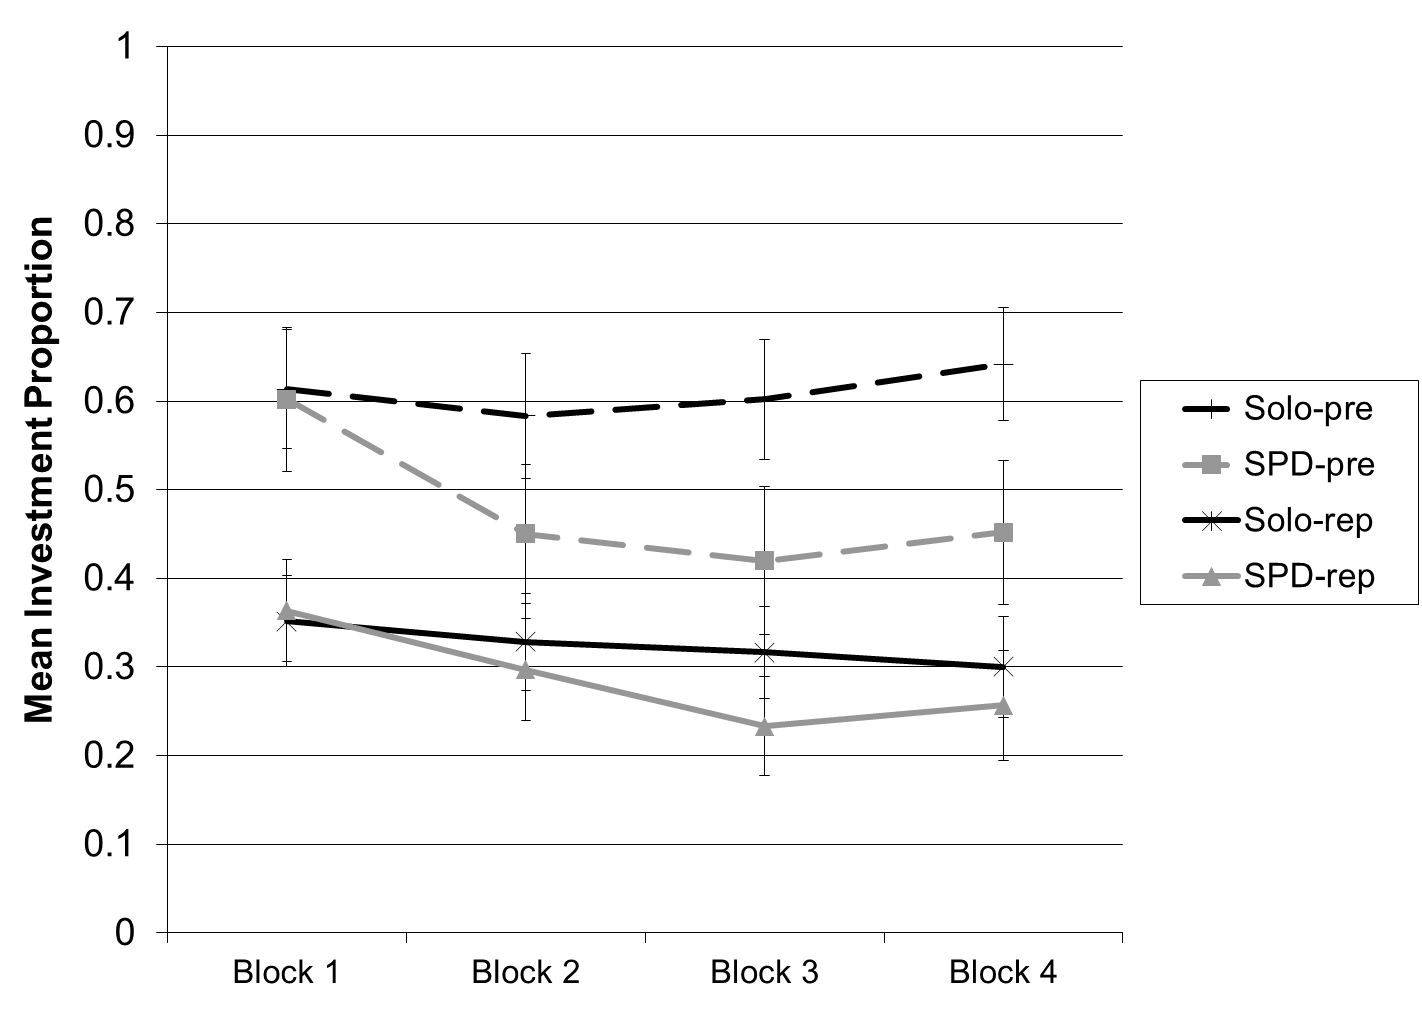 1
0.9
0.8
0.7
0.6
0.5
0.4
0.3
0.2
0.1
0
Mean Investment Proportion
Block 1
Block 2
Block 3
Block 4
Solo-pre
SPD-pre
Solo-rep
SPD-rep